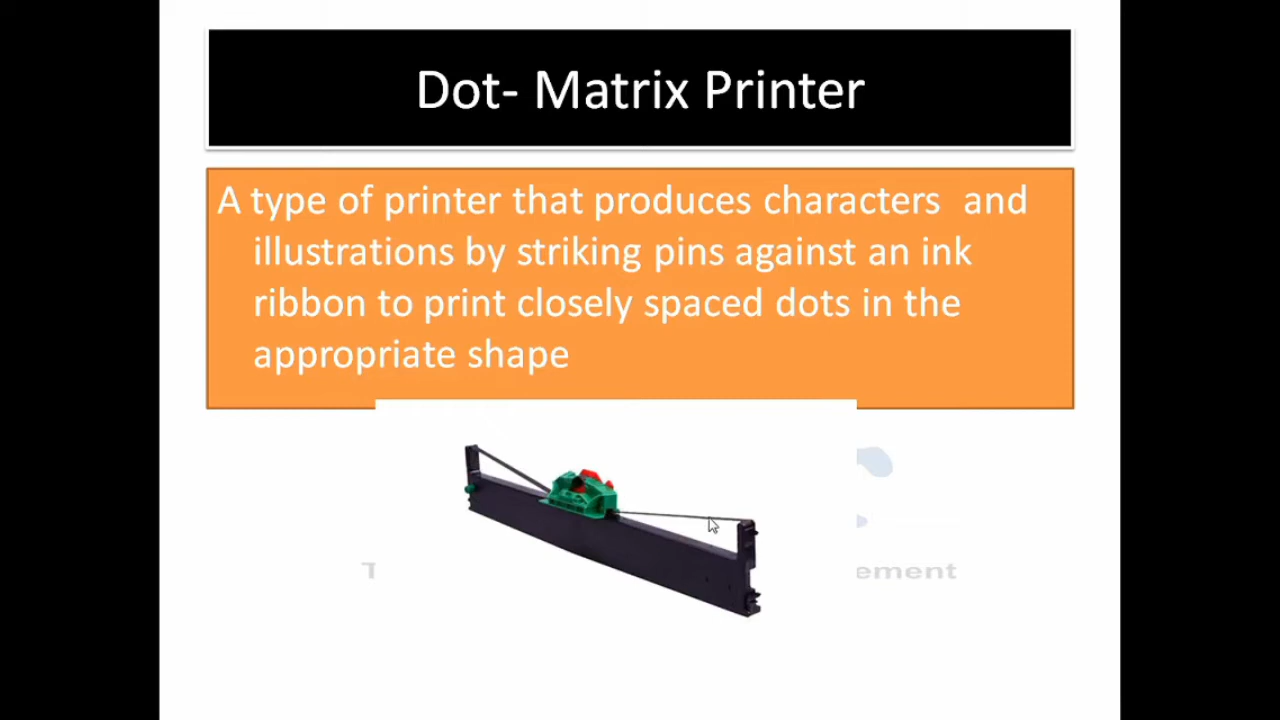 Dot- Matrix Printer
A type of printer that produces characters  and
illustrations by striking pins against an ink
ribbon to print closely spaced dots in the
appropriate shape
T
ement